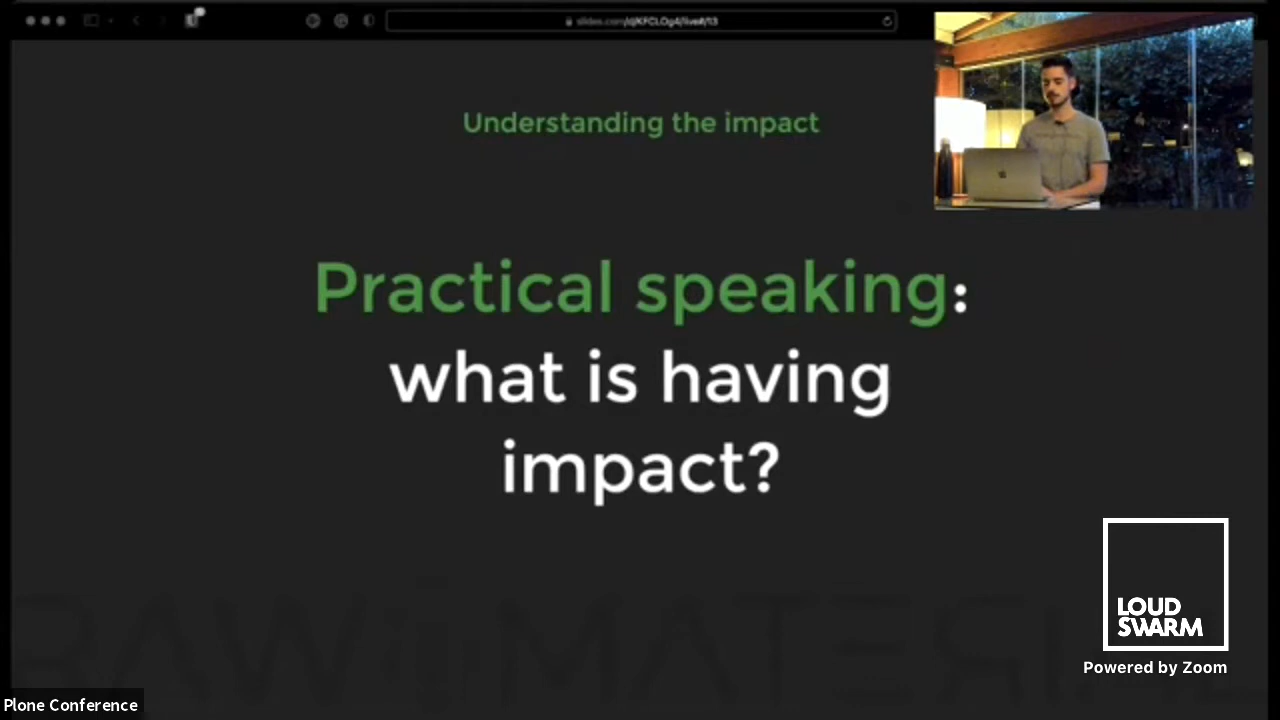 Understanding the impact
Practical speaking:
what is having
impact?
LOUD
SWARM
Powered by Zoom
Plone Conference